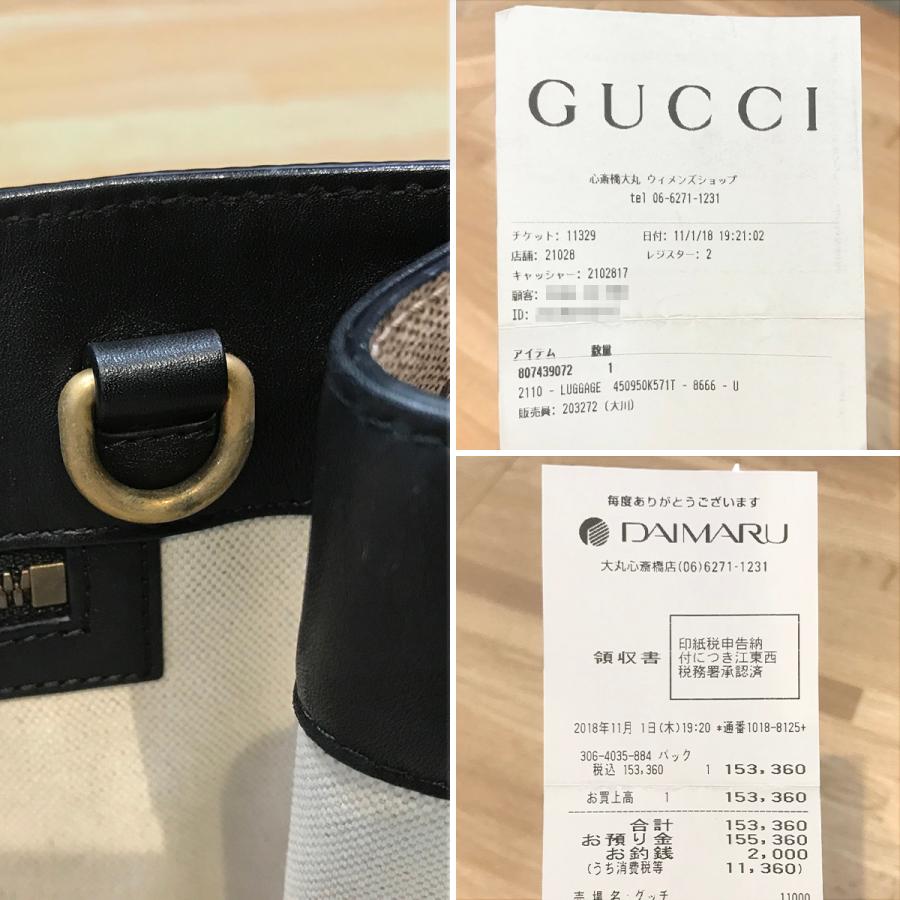 GUCCI
心斎橋大丸 ウィメンズショップ
tel 06-6271-1231
チケット: 11329 日付: 11/1/18 19:21:02
店舗: 21028 レジスター: 2
キャッシャー: 2102817
顧客:
ID:
アイテム 数量
807439072 1
2110 - LUGGAGE 450950K571T - 8666 - U
販売員: 203272 (大川)
毎度ありがとうございます
DAIMARU
大丸心斎橋店(06)6271-1231
領収書
印紙税申告納
付につき江東西
税務署承認済
2018年11月 1日(木)19:20 *通番1018-8125+
306-4035-884 バック
税込 153,360 1 153,360
お買上高 1 153,360
合計 153,360
お預り金 155,360
お釣銭 2,000
(うち消費税等 11,360)
売場名・グッチ 11000